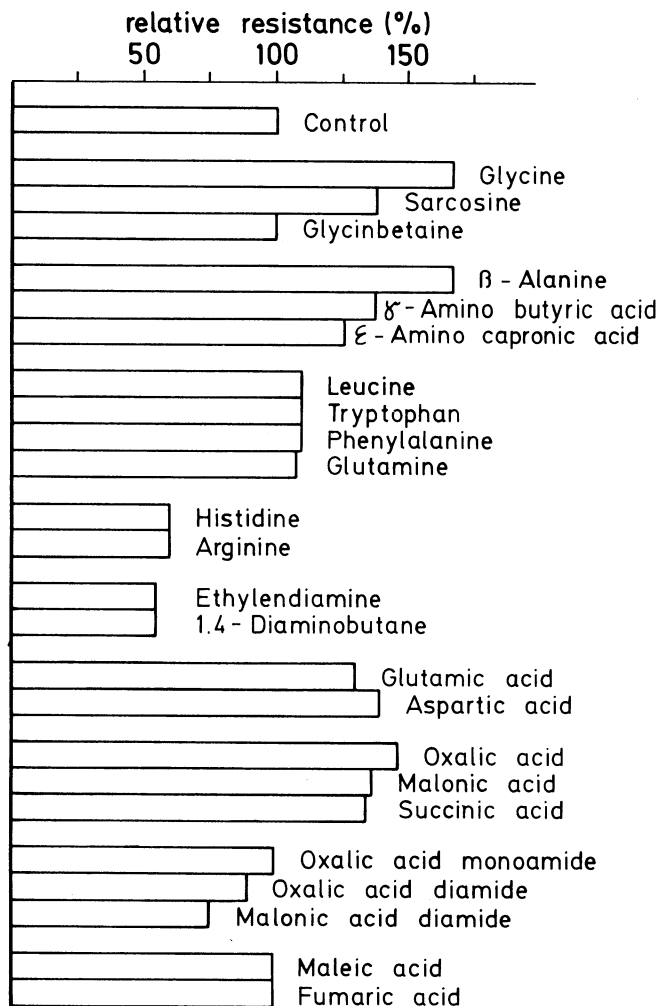 relative resistance (%)
50 100 150
Control
Glycine
Sarcosine
Glycinbetaine
ß - Alanine
γ - Amino butyric acid
ε - Amino capronic acid
Leucine
Tryptophan
Phenylalanine
Glutamine
Histidine
Arginine
Ethylendiamine
1.4 - Diaminobutane
Glutamic acid
Aspartic acid
Oxalic acid
Malonic acid
Succinic acid
Oxalic acid monoamide
Oxalic acid diamide
Malonic acid diamide
Maleic acid
Fumaric acid